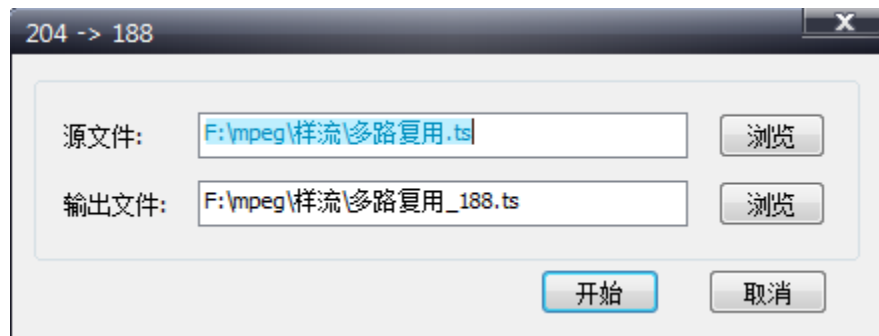 204 -> 188
源文件: F:\mpeg\样流\多路复用.ts 浏览
输出文件: F:\mpeg\样流\多路复用_188.ts 浏览
开始 取消